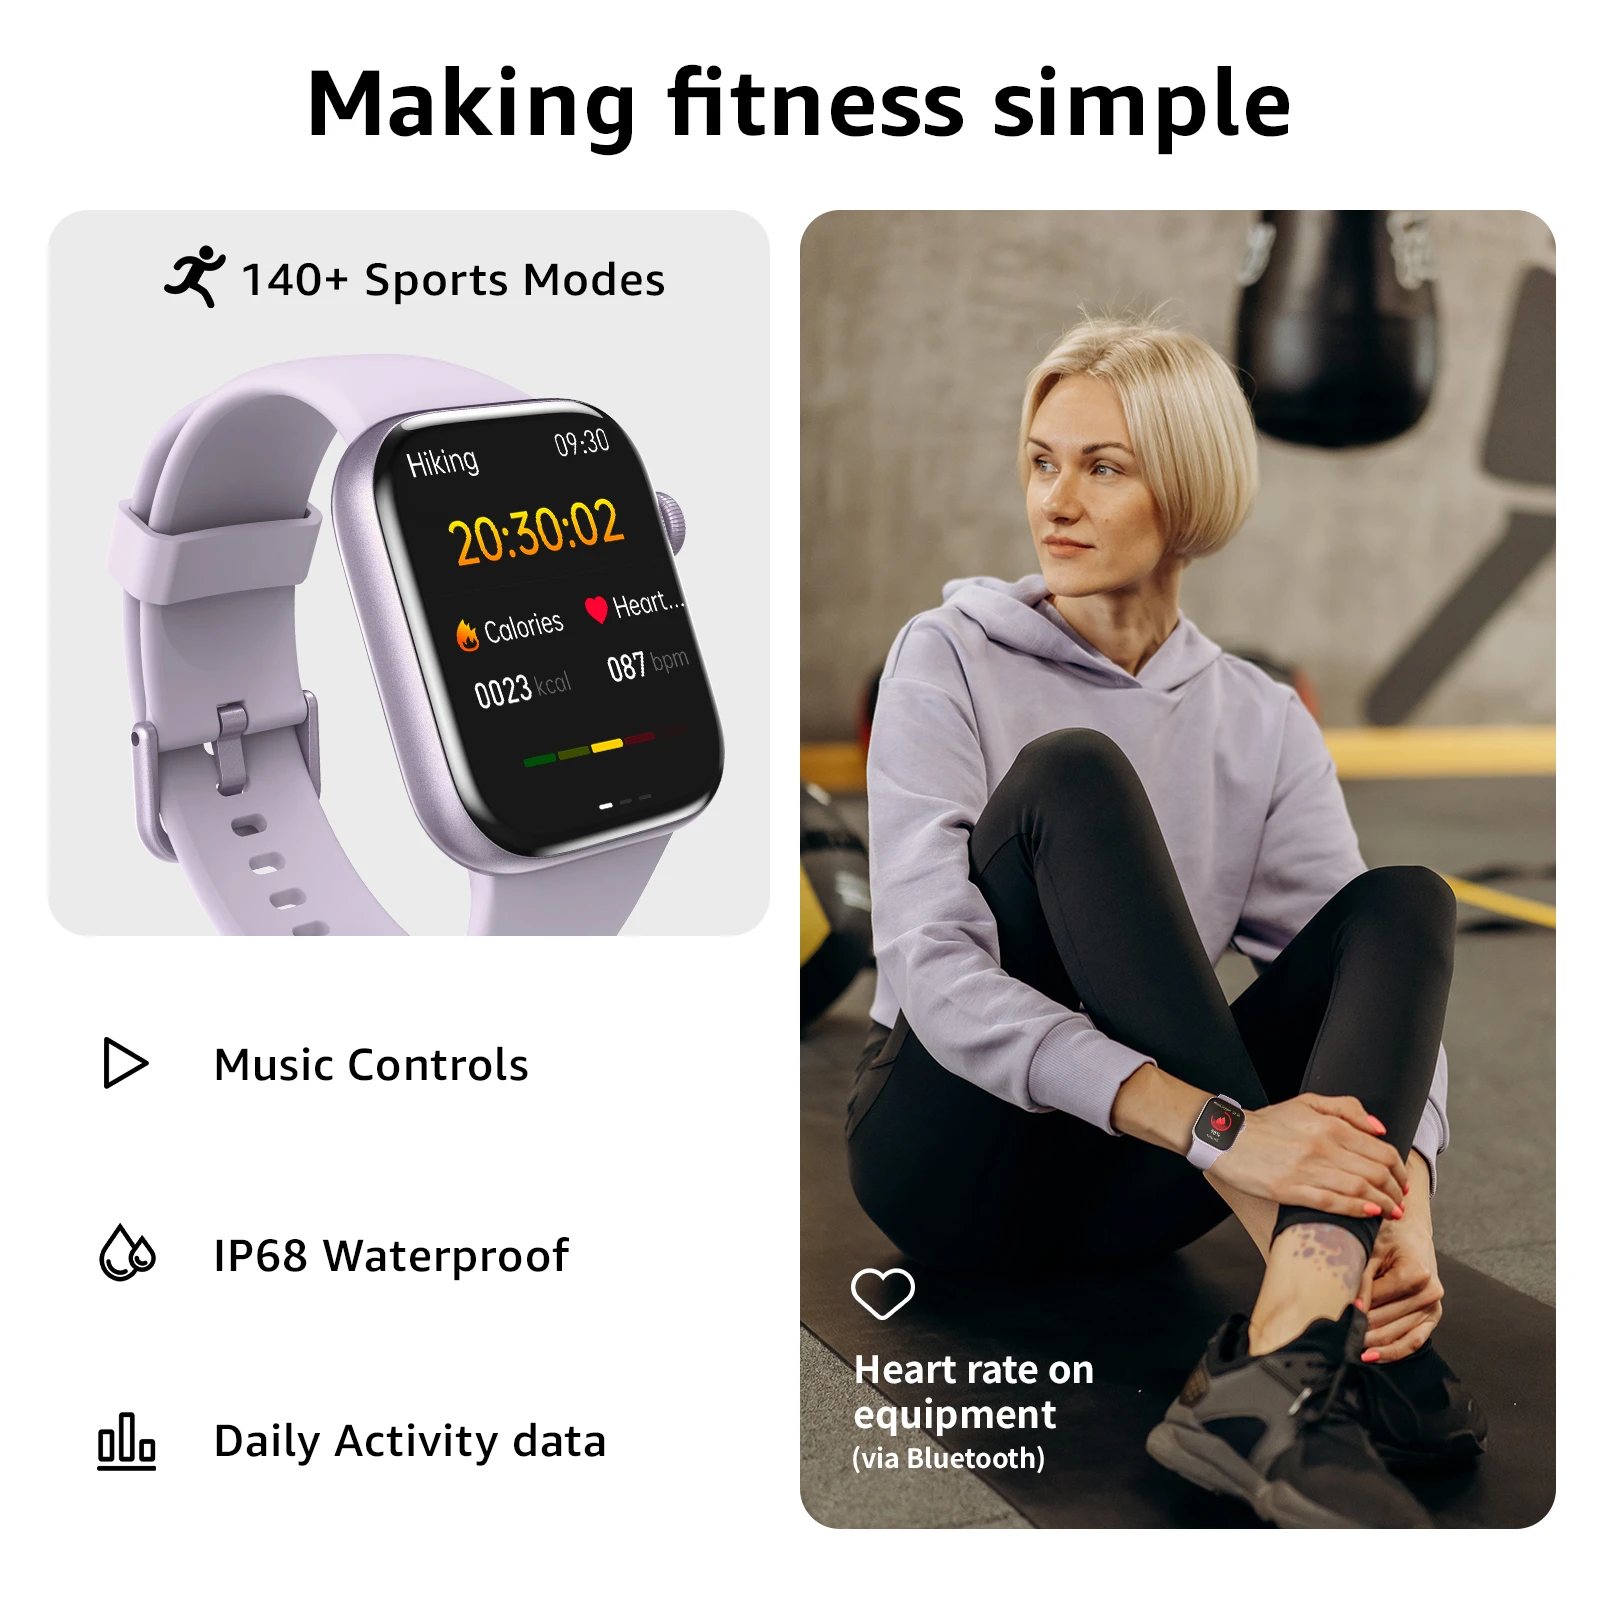 Making fitness simple
140+ Sports Modes
Hiking
09:30
20:30:02
Calories
Heart...
0023 kcal
087 bpm
Music Controls
IP68 Waterproof
Daily Activity data
Heart rate on
equipment
(via Bluetooth)